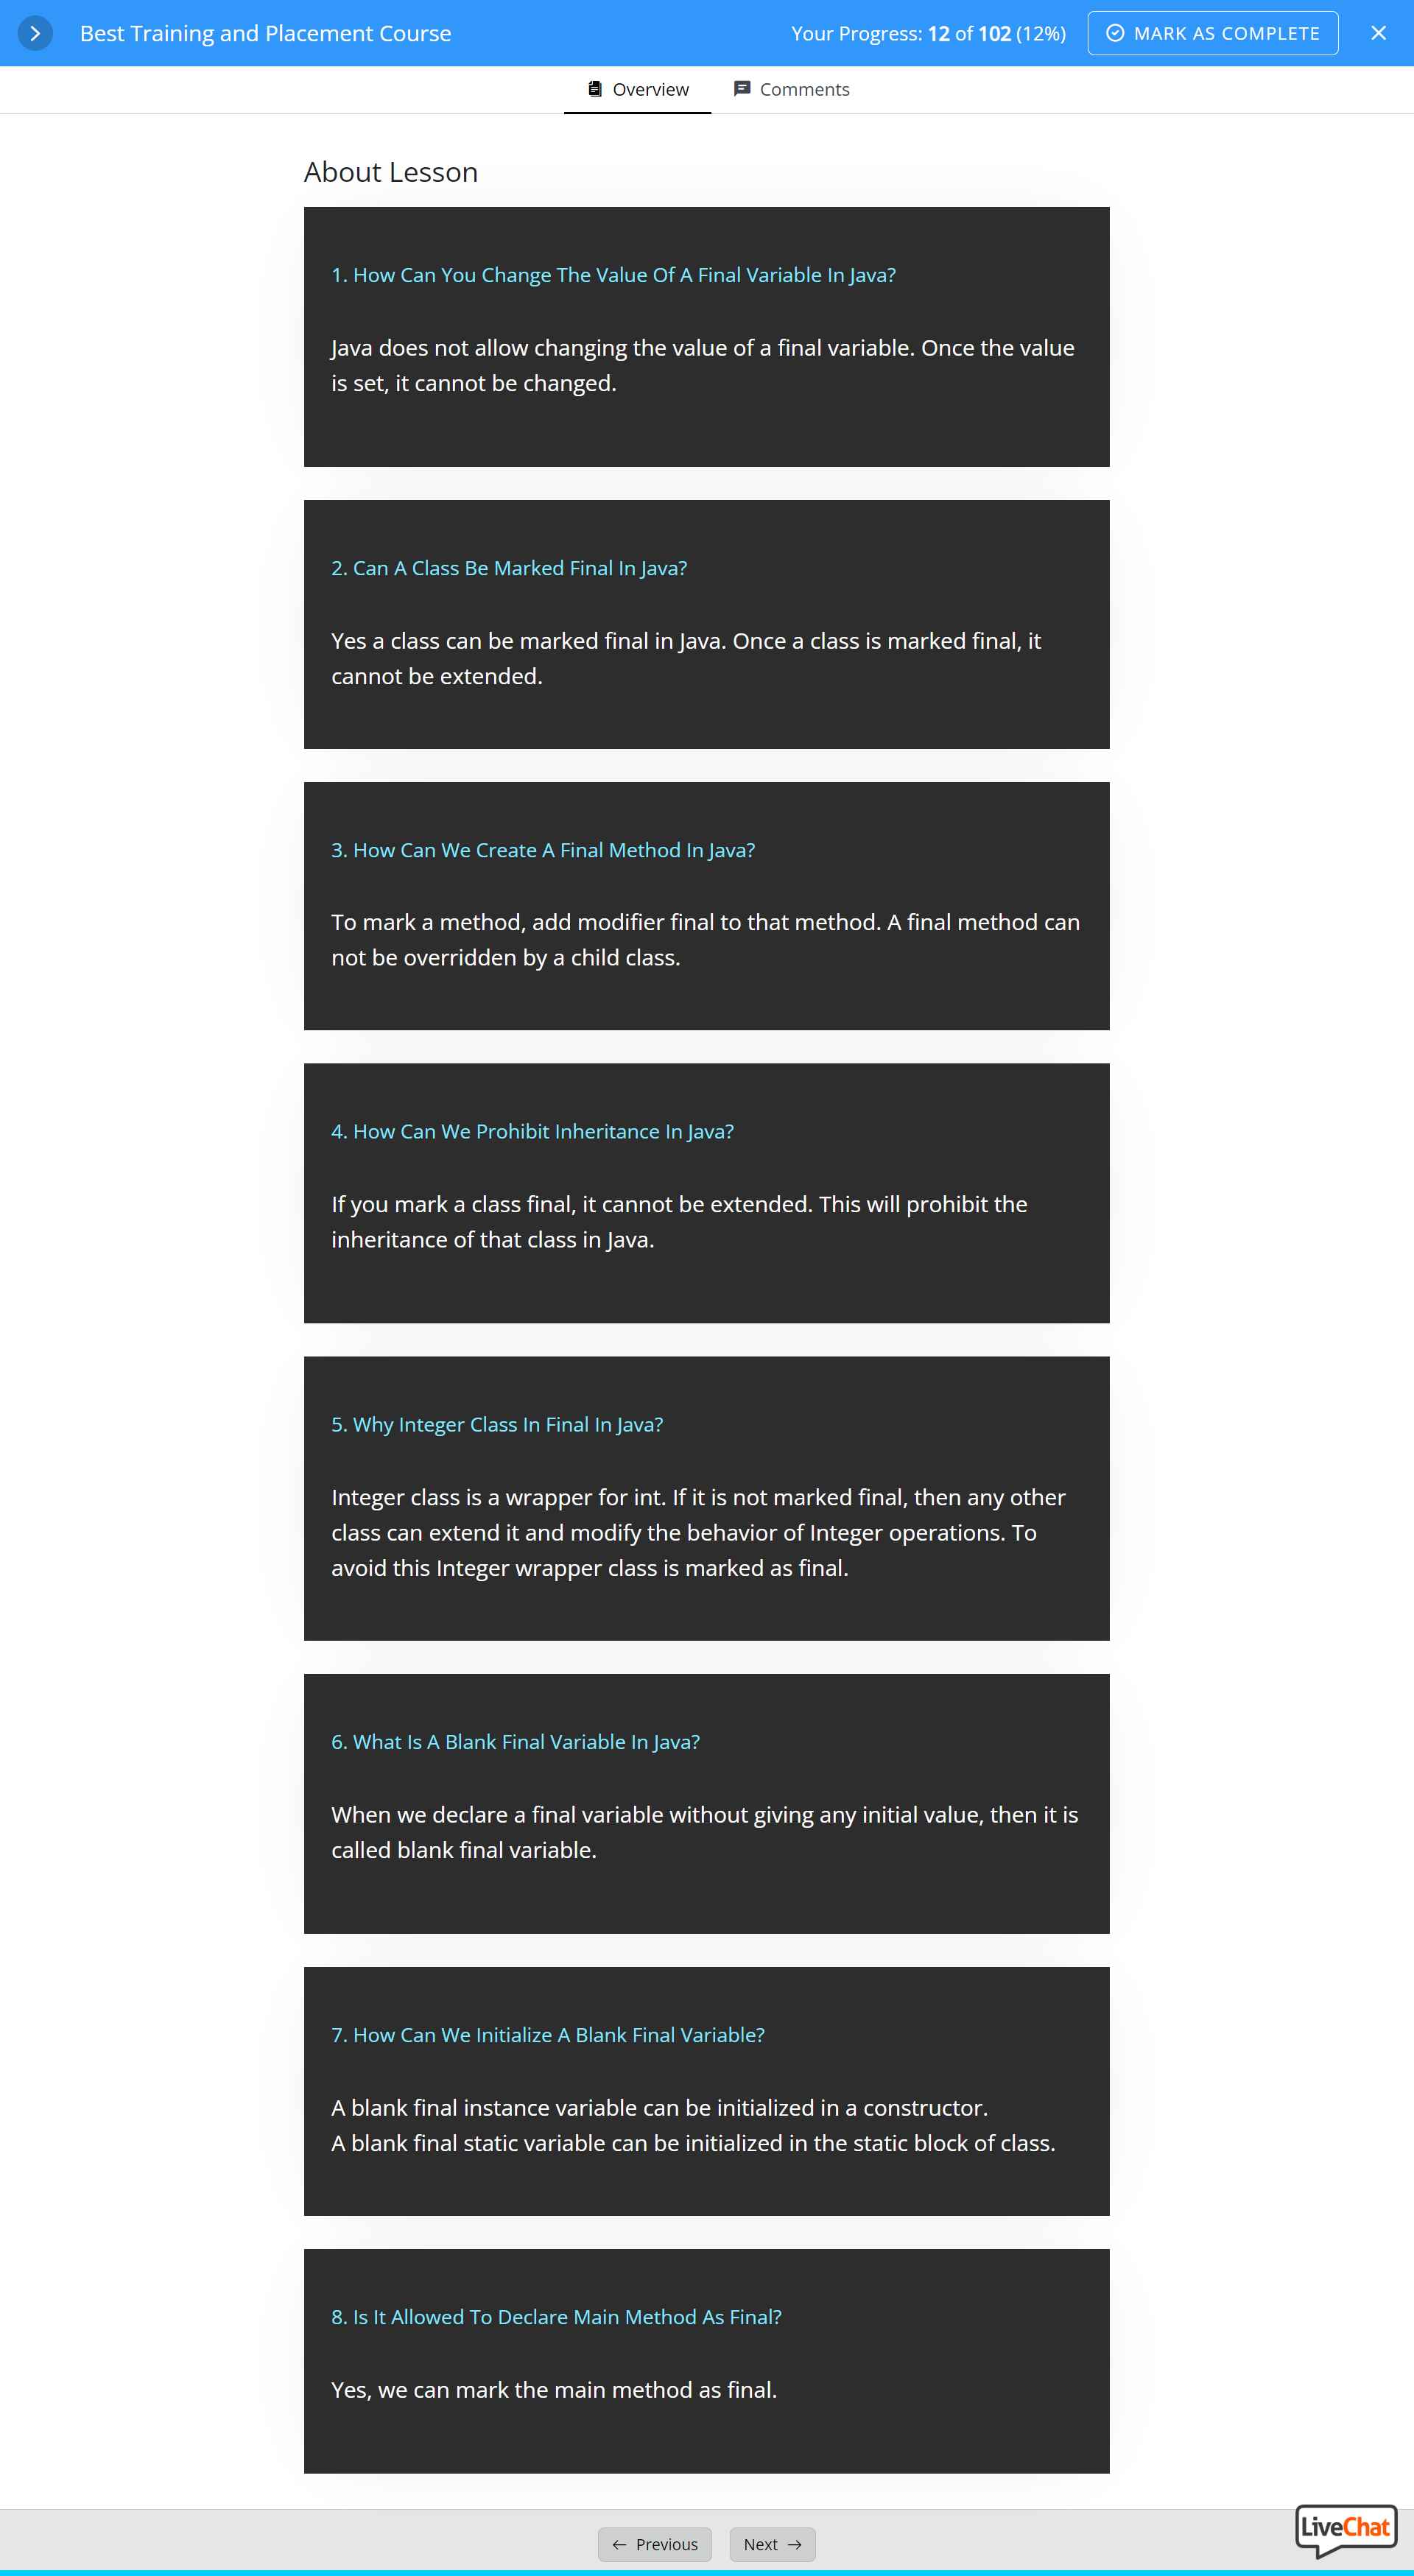 Best Training and Placement Course
Your Progress: 12 of 102 (12%)
MARK AS COMPLETE
Overview
Comments
About Lesson
1. How Can You Change The Value Of A Final Variable In Java?
Java does not allow changing the value of a final variable. Once the value
is set, it cannot be changed.
2. Can A Class Be Marked Final In Java?
Yes a class can be marked final in Java. Once a class is marked final, it
cannot be extended.
3. How Can We Create A Final Method In Java?
To mark a method, add modifier final to that method. A final method can
not be overridden by a child class.
4. How Can We Prohibit Inheritance In Java?
If you mark a class final, it cannot be extended. This will prohibit the
inheritance of that class in Java.
5. Why Integer Class In Final In Java?
Integer class is a wrapper for int. If it is not marked final, then any other
class can extend it and modify the behavior of Integer operations. To
avoid this Integer wrapper class is marked as final.
6. What Is A Blank Final Variable In Java?
When we declare a final variable without giving any initial value, then it is
called blank final variable.
7. How Can We Initialize A Blank Final Variable?
A blank final instance variable can be initialized in a constructor.
A blank final static variable can be initialized in the static block of class.
8. Is It Allowed To Declare Main Method As Final?
Yes, we can mark the main method as final.
LiveChat
Previous
Next